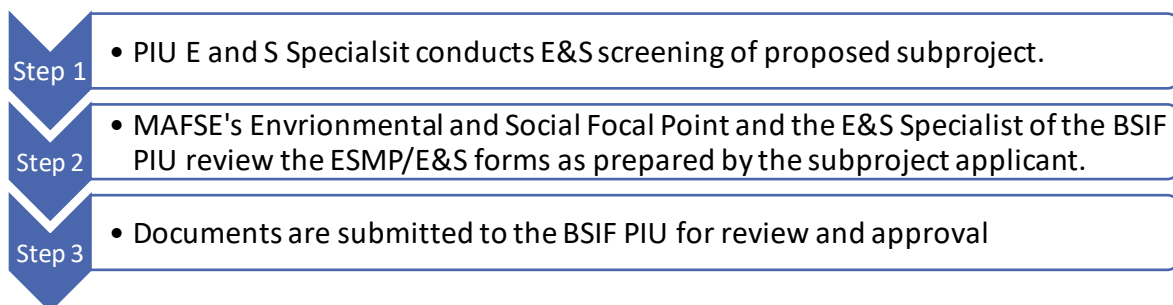 Step 1
• PIU E and S Specialsit conducts E&S screening of proposed subproject.
Step 2
• MAFSE's Envrionmental and Social Focal Point and the E&S Specialist of the BSIF
PIU review the ESMP/E&S forms as prepared by the subproject applicant.
Step 3
• Documents are submitted to the BSIF PIU for review and approval